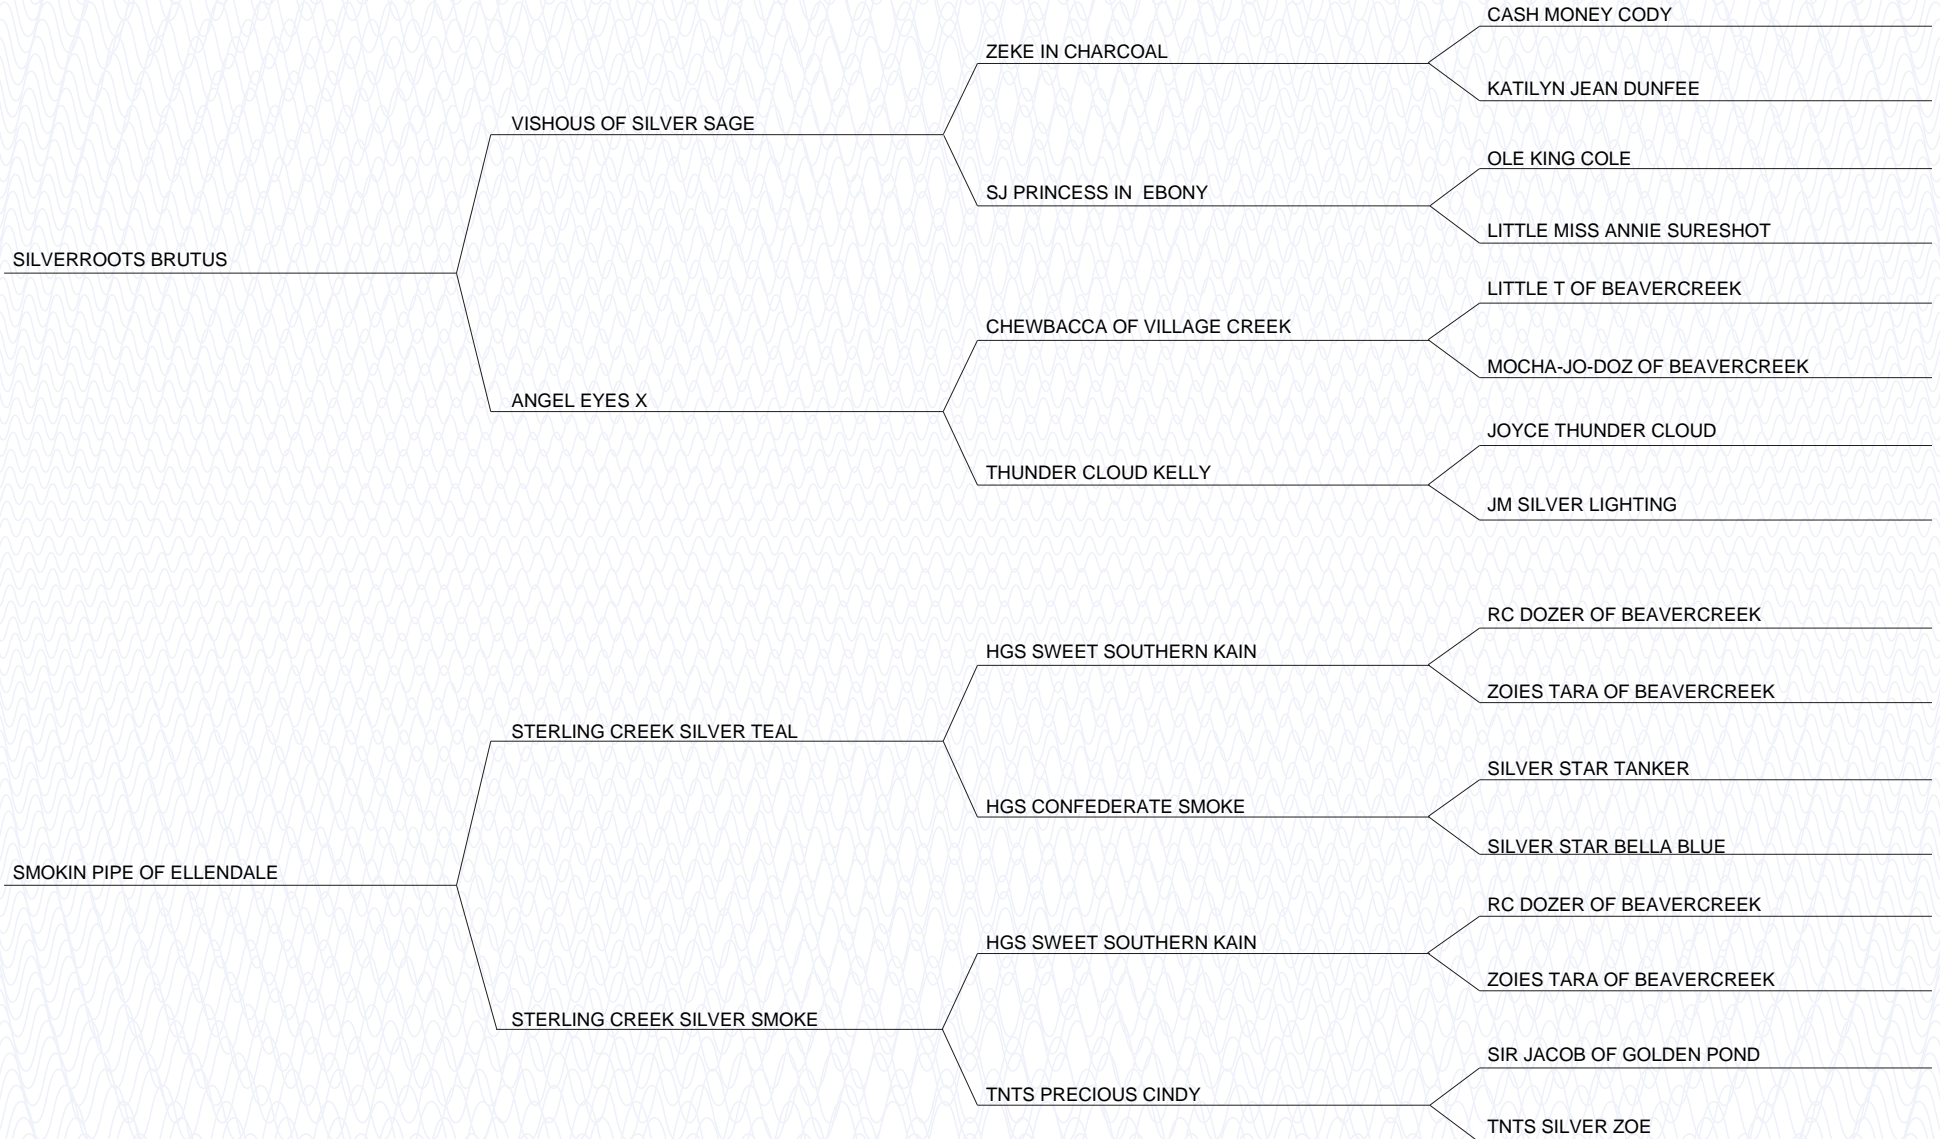 CASH MONEY CODY
ZEKE IN CHARCOAL
KATILYN JEAN DUNFEE
VISHOUS OF SILVER SAGE
OLE KING COLE
SJ PRINCESS IN  EBONY
LITTLE MISS ANNIE SURESHOT
SILVERROOTS BRUTUS
LITTLE T OF BEAVERCREEK
CHEWBACCA OF VILLAGE CREEK
MOCHA-JO-DOZ OF BEAVERCREEK
ANGEL EYES X
JOYCE THUNDER CLOUD
THUNDER CLOUD KELLY
JM SILVER LIGHTING
RC DOZER OF BEAVERCREEK
HGS SWEET SOUTHERN KAIN
ZOIES TARA OF BEAVERCREEK
STERLING CREEK SILVER TEAL
SILVER STAR TANKER
HGS CONFEDERATE SMOKE
SILVER STAR BELLA BLUE
SMOKIN PIPE OF ELLENDALE
RC DOZER OF BEAVERCREEK
HGS SWEET SOUTHERN KAIN
ZOIES TARA OF BEAVERCREEK
STERLING CREEK SILVER SMOKE
SIR JACOB OF GOLDEN POND
TNTS PRECIOUS CINDY
TNTS SILVER ZOE